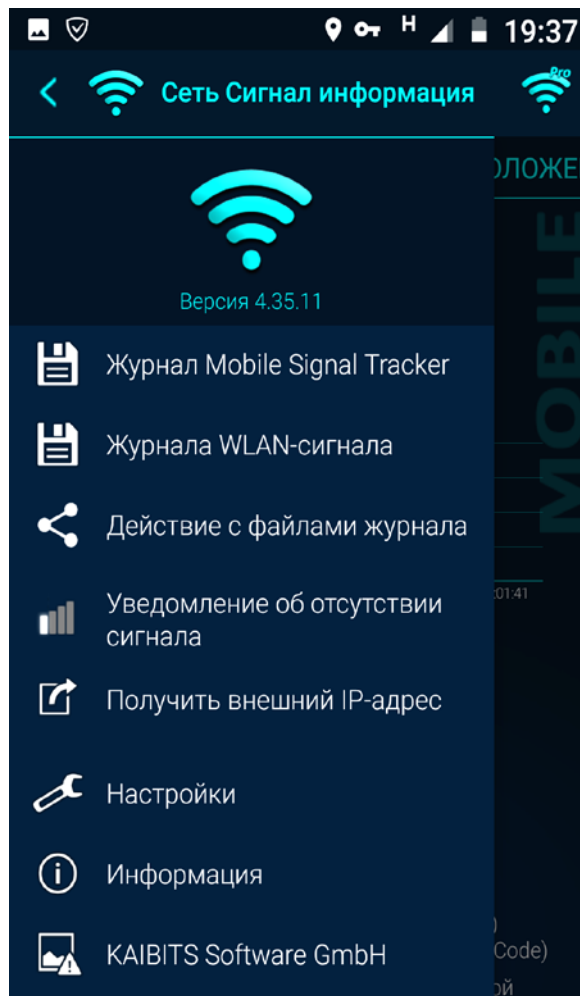 H 19:37
Сеть Сигнал информация
Pro
ОЛОЖЕ
Версия 4.35.11
MOBILE
Журнал Mobile Signal Tracker
Журнала WLAN-сигнала
Действие с файлами журнала
:01:41
Уведомление об отсутствии
сигнала
Получить внешний IP-адрес
Настройки
Информация
)
KAIBITS Software GmbH
Code)
ой